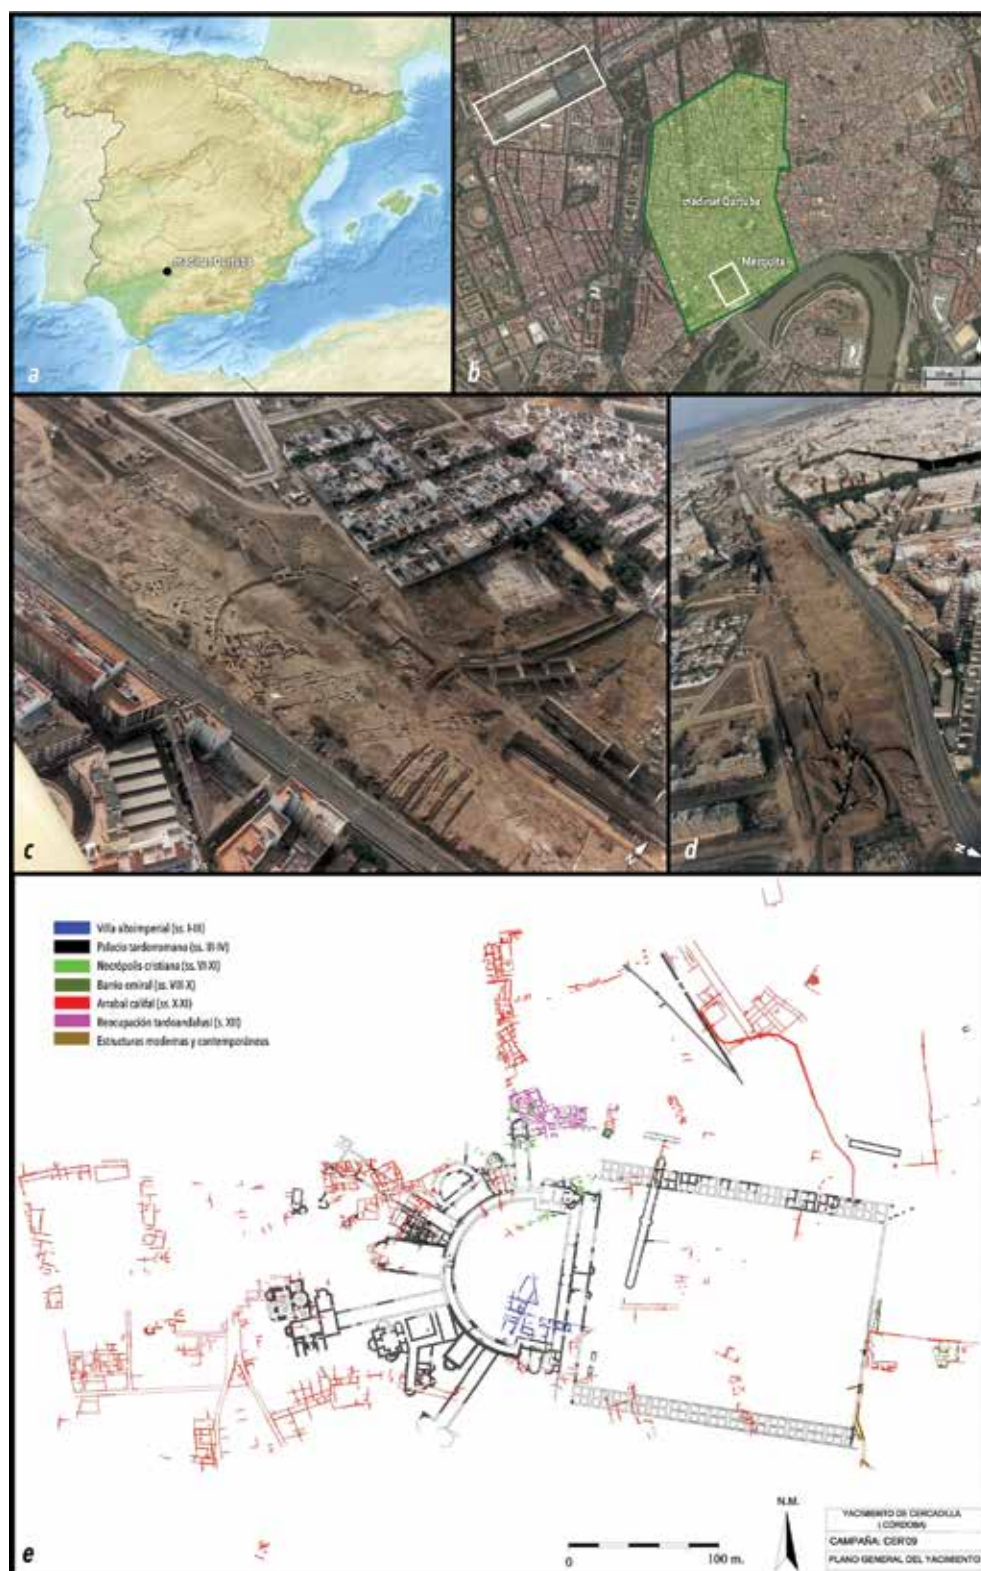 madinat Qurtuba
a
madinat Qurtuba
Mezquita
b
c
N
d
N
Villa altoimperial (ss. I-III)
Palacio tardorromano (ss. III-IV)
Necrópolis cristiana (ss. VI-XI)
Barrio emiral (ss. VIII-X)
Arrabal califal (ss. X-XI)
Reocupación tardoandalusí (s. XII)
Estructuras modernas y contemporáneas
N.M.
YACIMIENTO DE CERCADILLA
( CÓRDOBA)
CAMPAÑA: CER'09
PLANO GENERAL DEL YACIMIENTO
0 100 m.
e